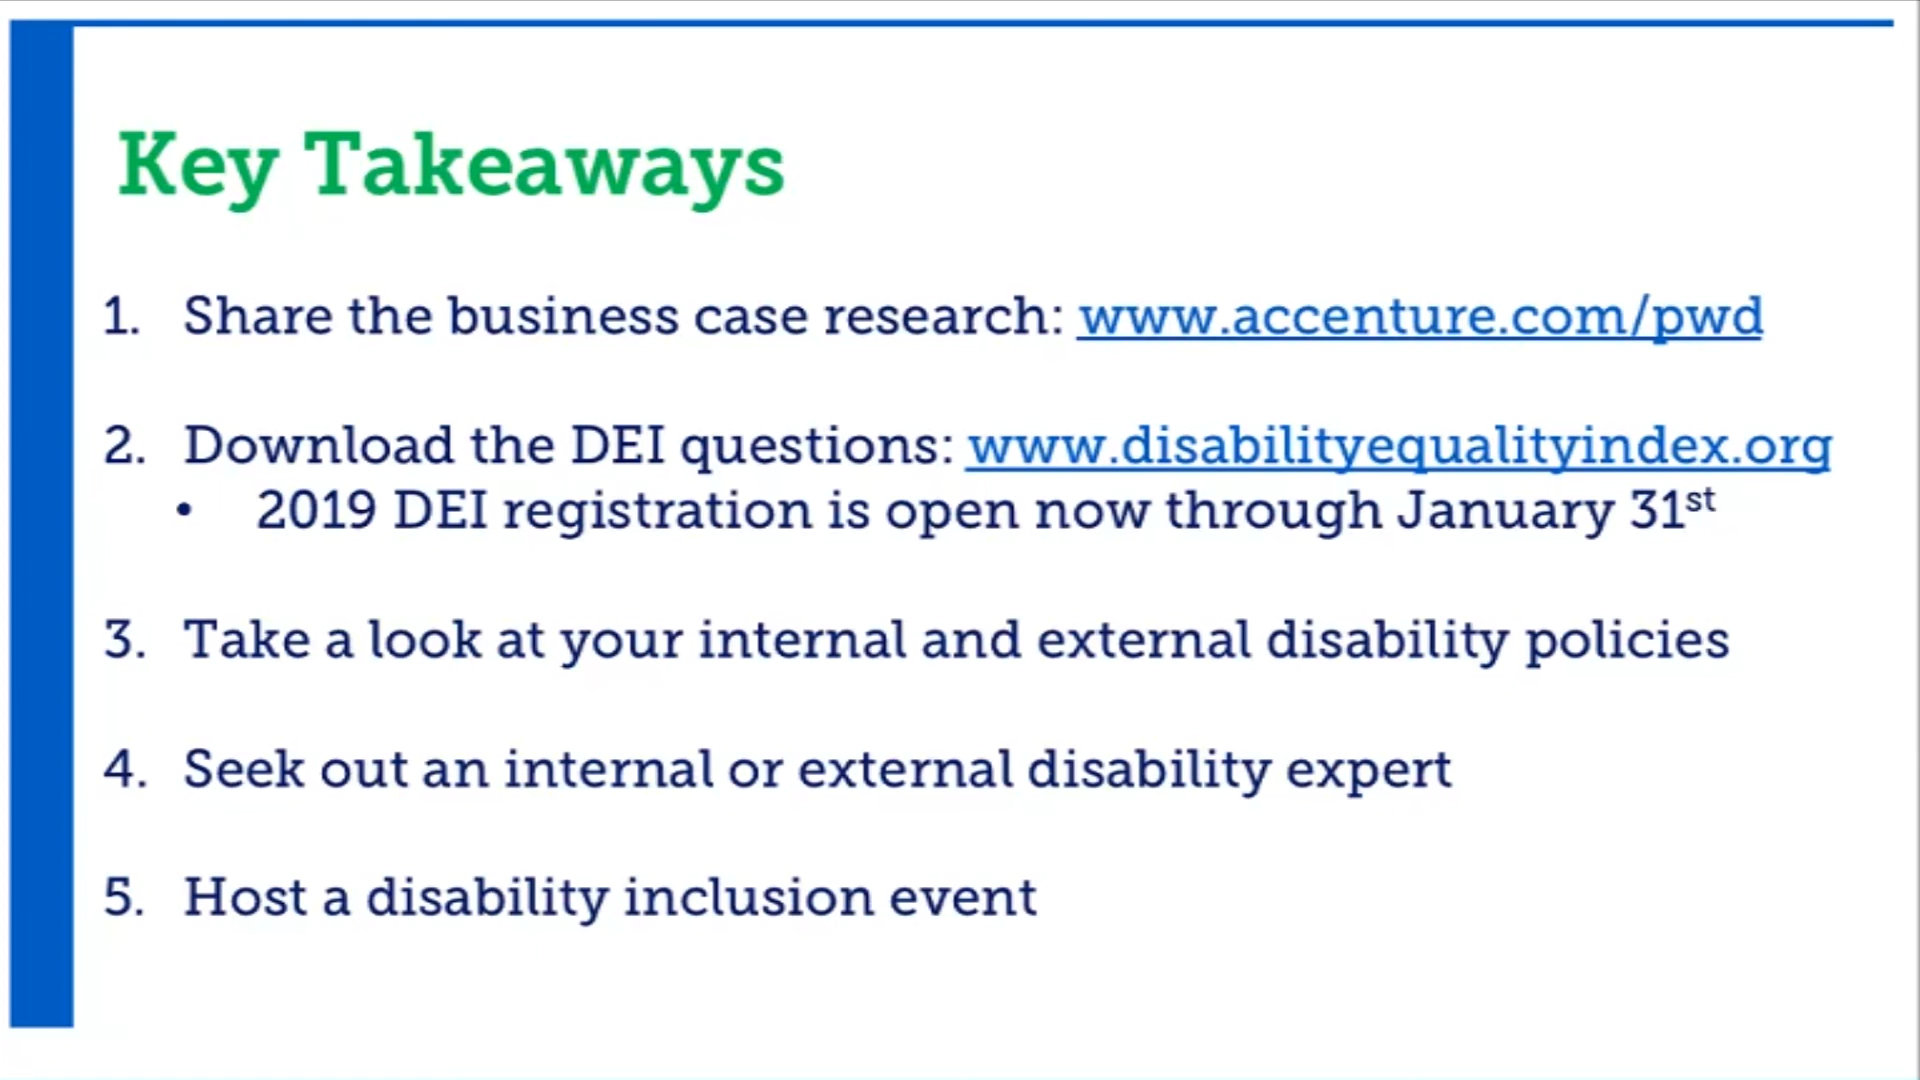 Key Takeaways
1. Share the business case research: www.accenture.com/pwd
2. Download the DEI questions: www.disabilityequalityindex.org
• 2019 DEI registration is open now through January 31st
3. Take a look at your internal and external disability policies
4. Seek out an internal or external disability expert
5. Host a disability inclusion event